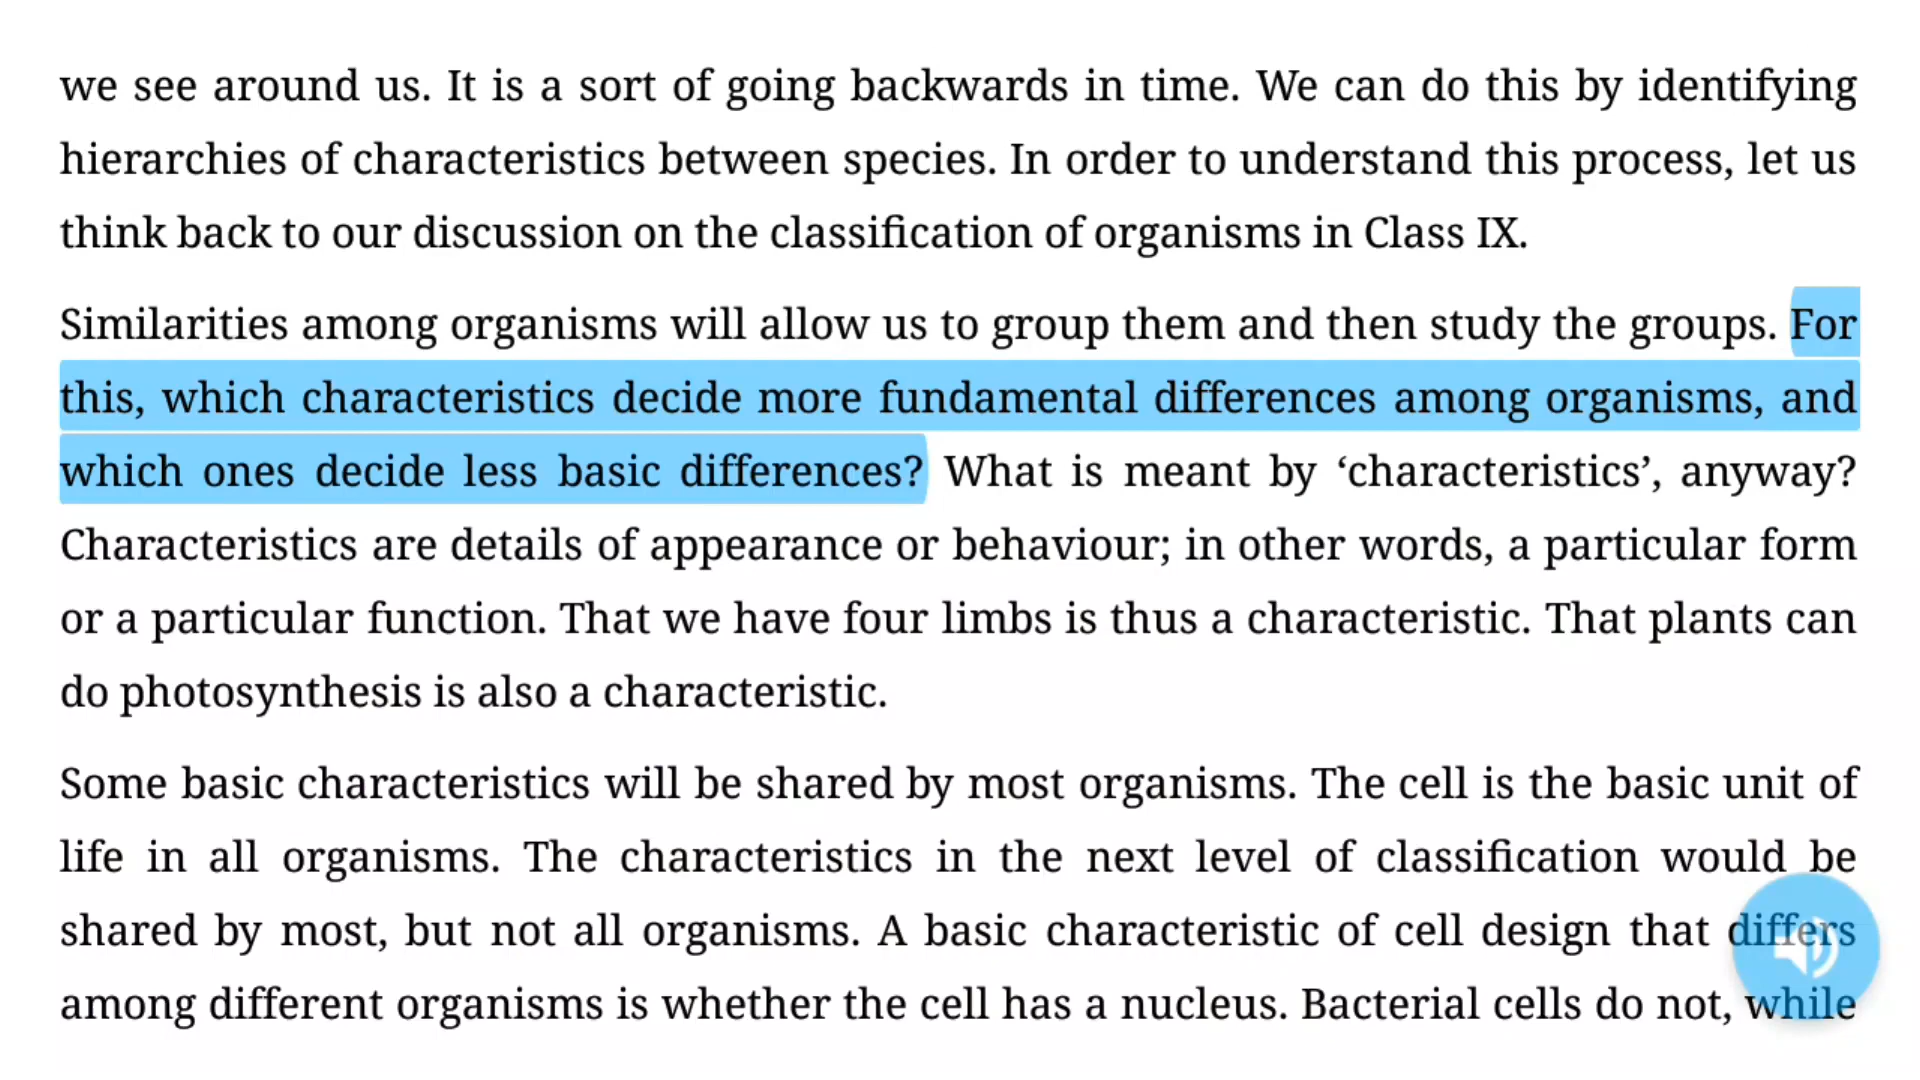 we see around us. It is a sort of going backwards in time. We can do this by identifying
hierarchies of characteristics between species. In order to understand this process, let us
think back to our discussion on the classification of organisms in Class IX.
Similarities among organisms will allow us to group them and then study the groups. For
this, which characteristics decide more fundamental differences among organisms, and
which ones decide less basic differences? What is meant by ‘characteristics’, anyway?
Characteristics are details of appearance or behaviour; in other words, a particular form
or a particular function. That we have four limbs is thus a characteristic. That plants can
do photosynthesis is also a characteristic.
Some basic characteristics will be shared by most organisms. The cell is the basic unit of
life in all organisms. The characteristics in the next level of classification would be
shared by most, but not all organisms. A basic characteristic of cell design that differs
among different organisms is whether the cell has a nucleus. Bacterial cells do not, while